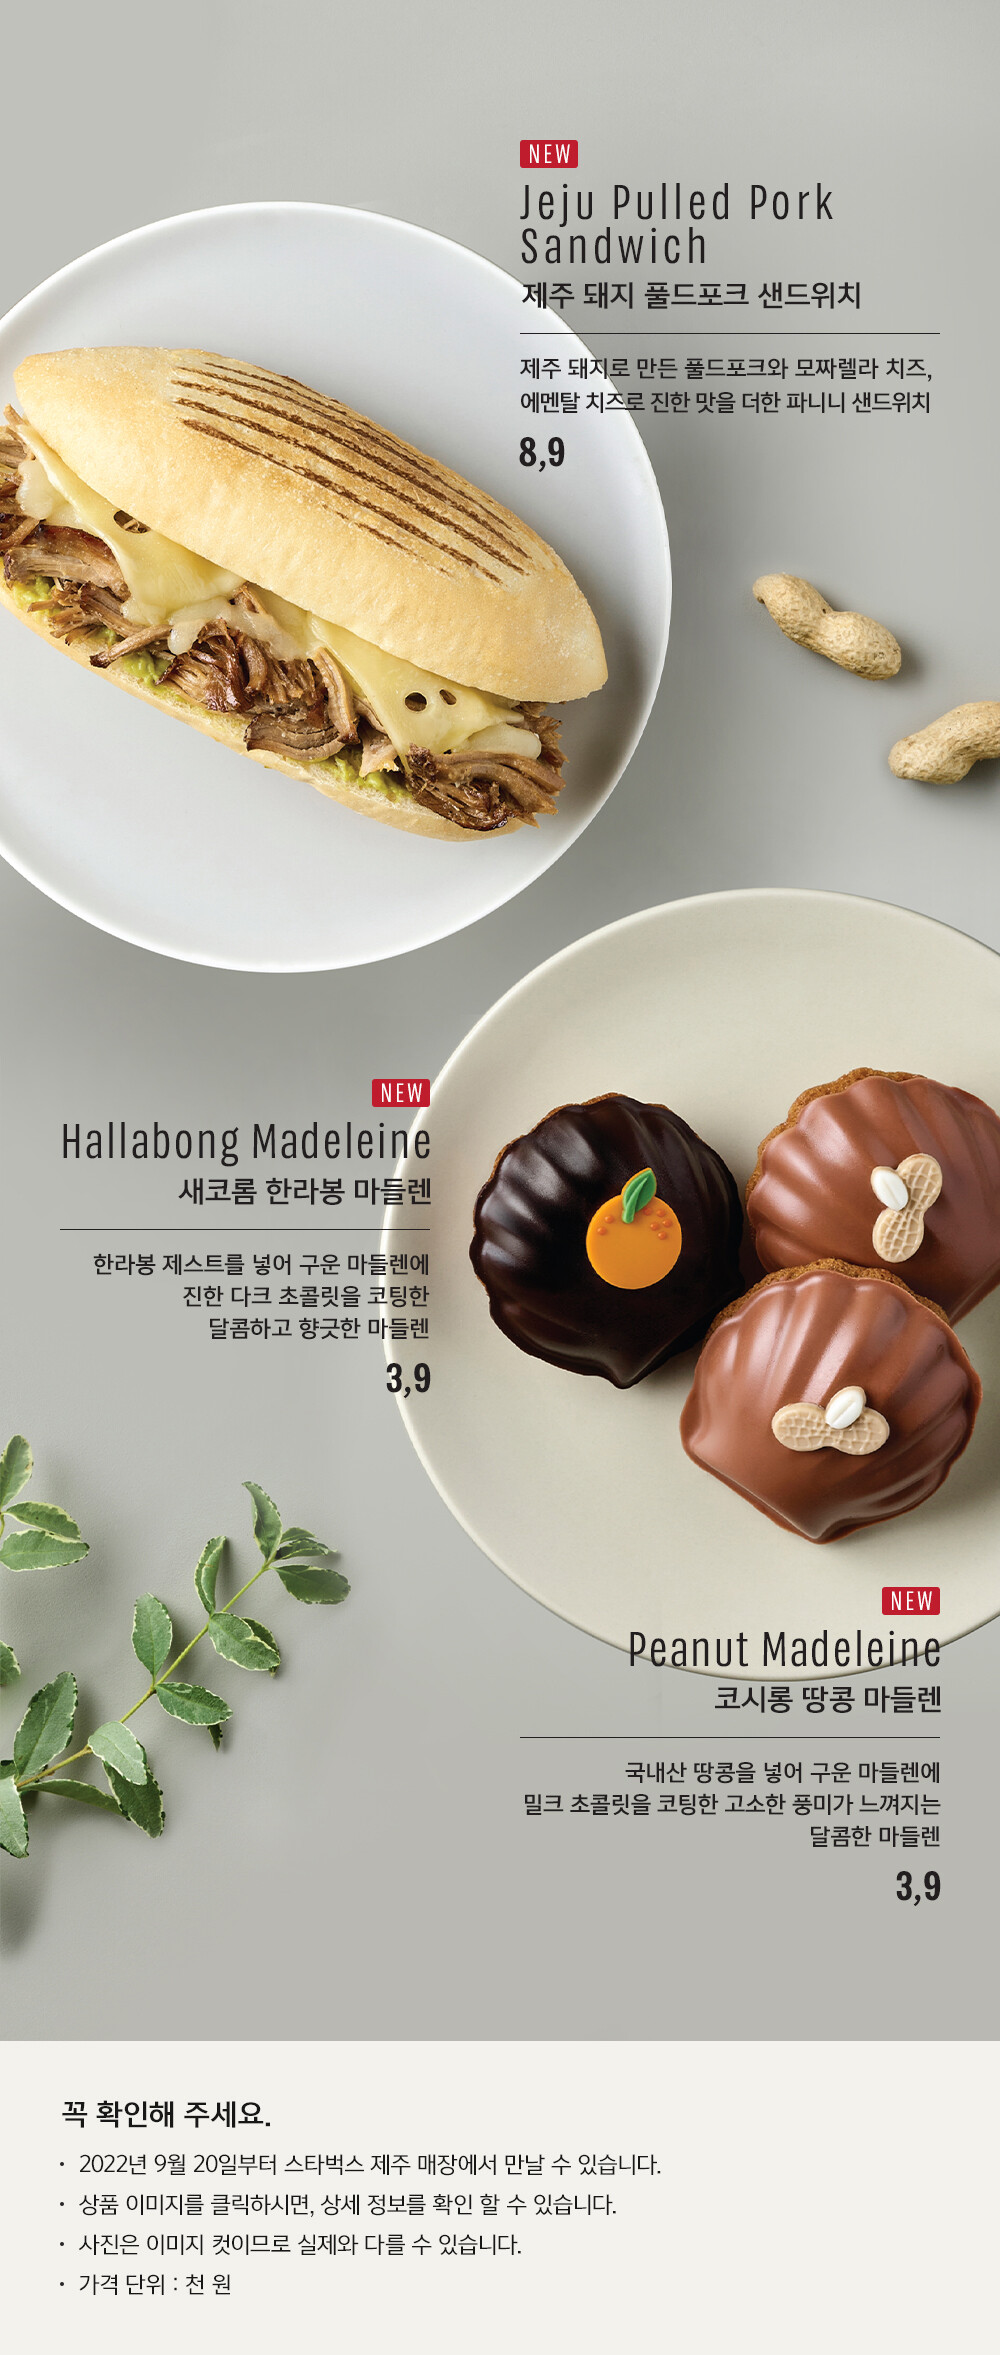 NEW
Jeju Pulled Pork
Sandwich
제주 돼지 풀드포크 샌드위치
제주 돼지로 만든 풀드포크와 모짜렐라 치즈,
에멘탈 치즈로 진한 맛을 더한 파니니 샌드위치
8,9
NEW
Hallabong Madeleine
새코롬 한라봉 마들렌
한라봉 제스트를 넣어 구운 마들렌에
진한 다크 초콜릿을 코팅한
달콤하고 향긋한 마들렌
3,9
NEW
Peanut Madeleine
코시롱 땅콩 마들렌
국내산 땅콩을 넣어 구운 마들렌에
밀크 초콜릿을 코팅한 고소한 풍미가 느껴지는
달콤한 마들렌
3,9
꼭 확인해 주세요.
• 2022년 9월 20일부터 스타벅스 제주 매장에서 만날 수 있습니다.
• 상품 이미지를 클릭하시면, 상세 정보를 확인 할 수 있습니다.
• 사진은 이미지 컷이므로 실제와 다를 수 있습니다.
• 가격 단위 : 천 원